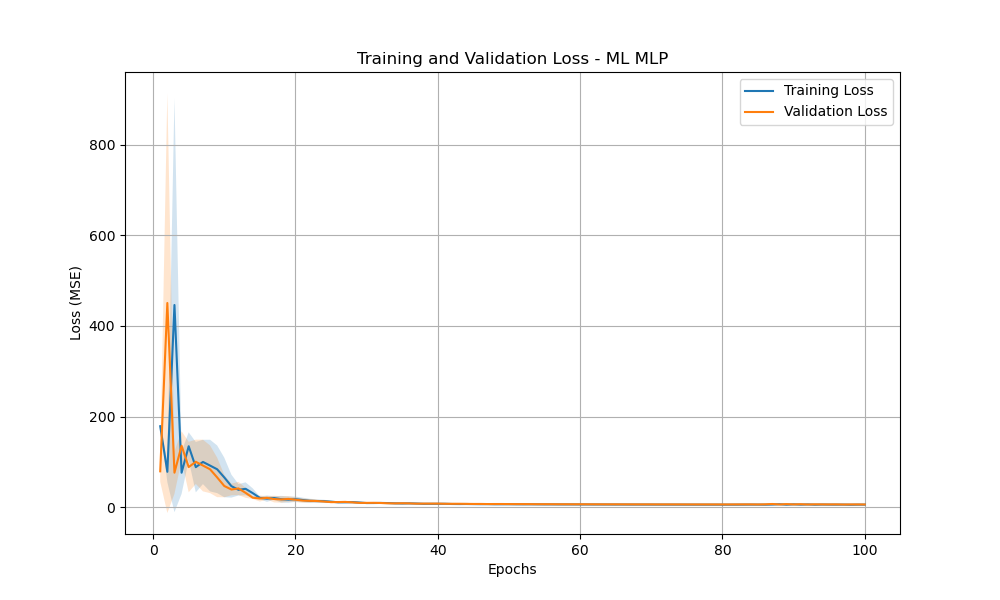 Training and Validation Loss - ML MLP
Training Loss
Validation Loss
Loss (MSE)
800
600
400
200
0
0 20 40 60 80 100
Epochs